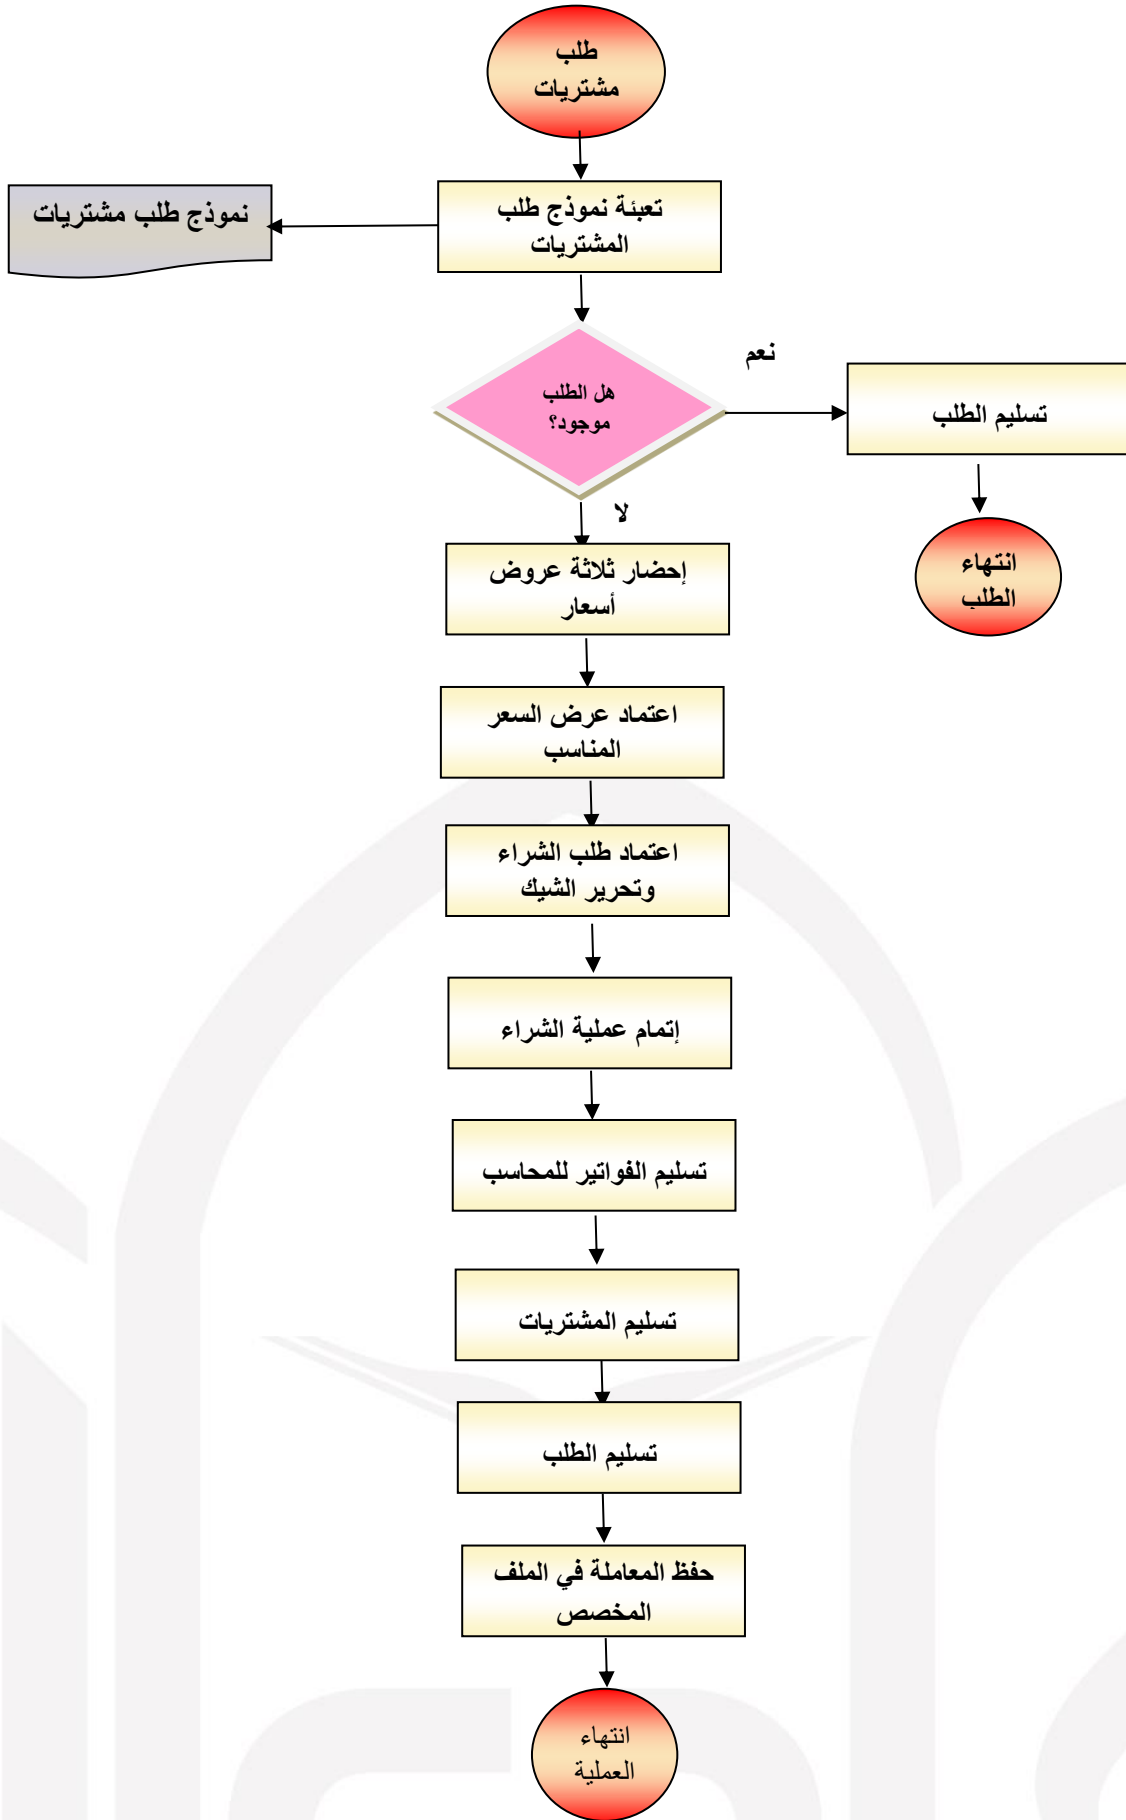 طلب
مشتريات
تعبئة نموذج طلب
المشتريات
نموذج طلب مشتريات
هل الطلب
موجود؟
نعم
تسليم الطلب
انتهاء
الطلب
لا
إحضار ثلاثة عروض
أسعار
اعتماد عرض السعر
المناسب
اعتماد طلب الشراء
وتحرير الشيك
إتمام عملية الشراء
تسليم الفواتير للمحاسب
تسليم المشتريات
تسليم الطلب
حفظ المعاملة في الملف
المخصص
انتهاء
العملية